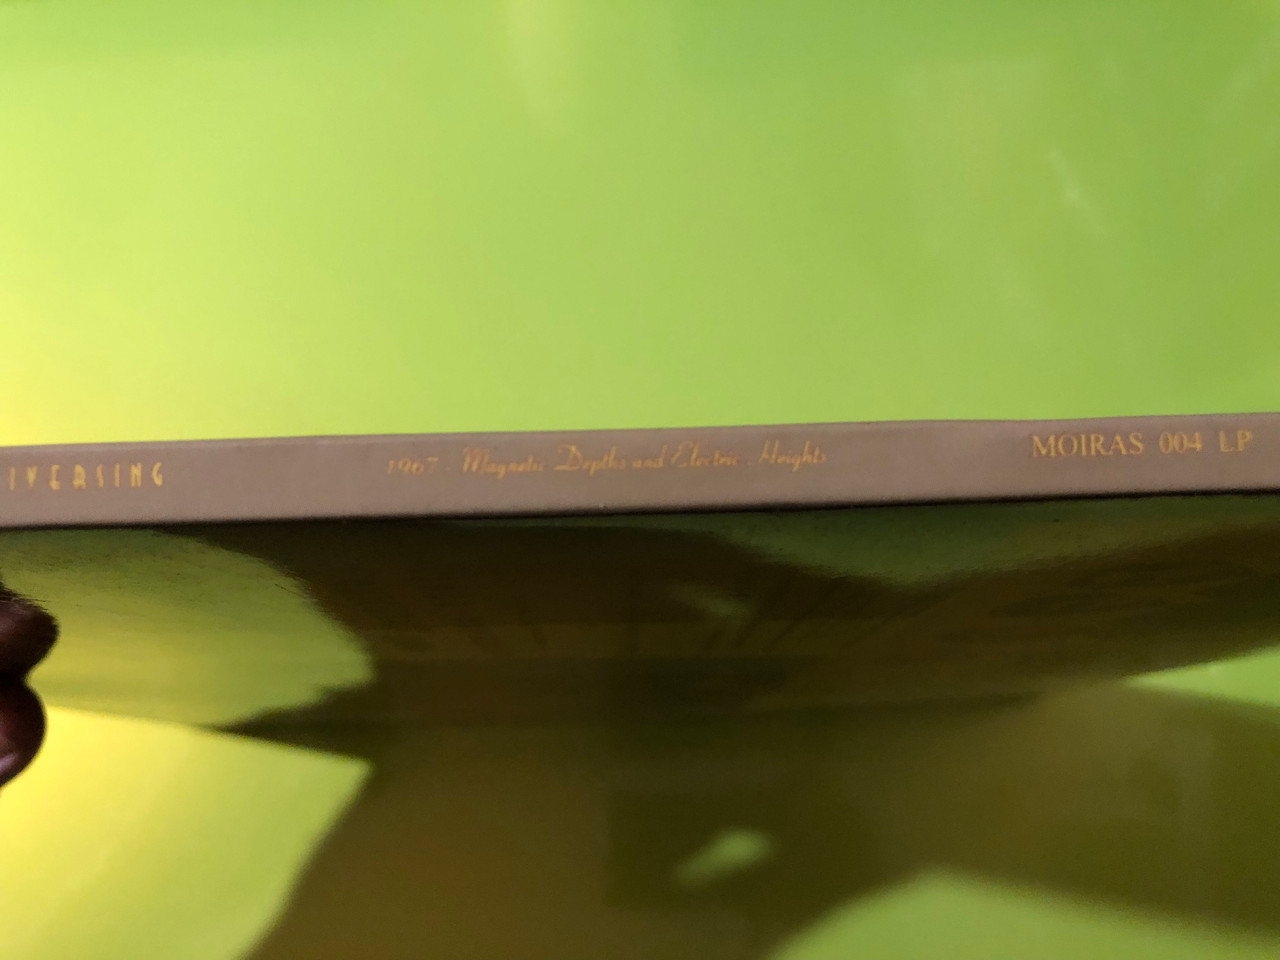 IVERSING 1967 - Magnetic Depths and Electric Heights MOIRAS 004 LP